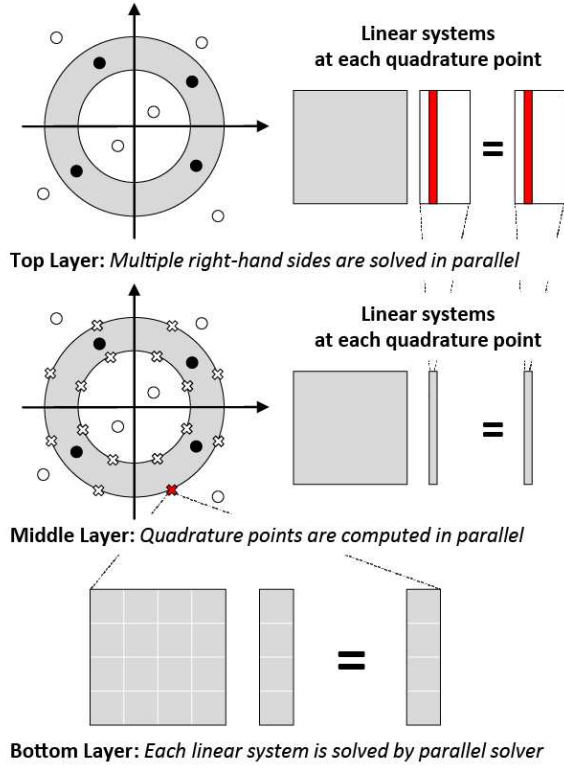 Linear systems
at each quadrature point
=
Top Layer: Multiple right-hand sides are solved in parallel
Linear systems
at each quadrature point
=
Middle Layer: Quadrature points are computed in parallel
=
Bottom Layer: Each linear system is solved by parallel solver